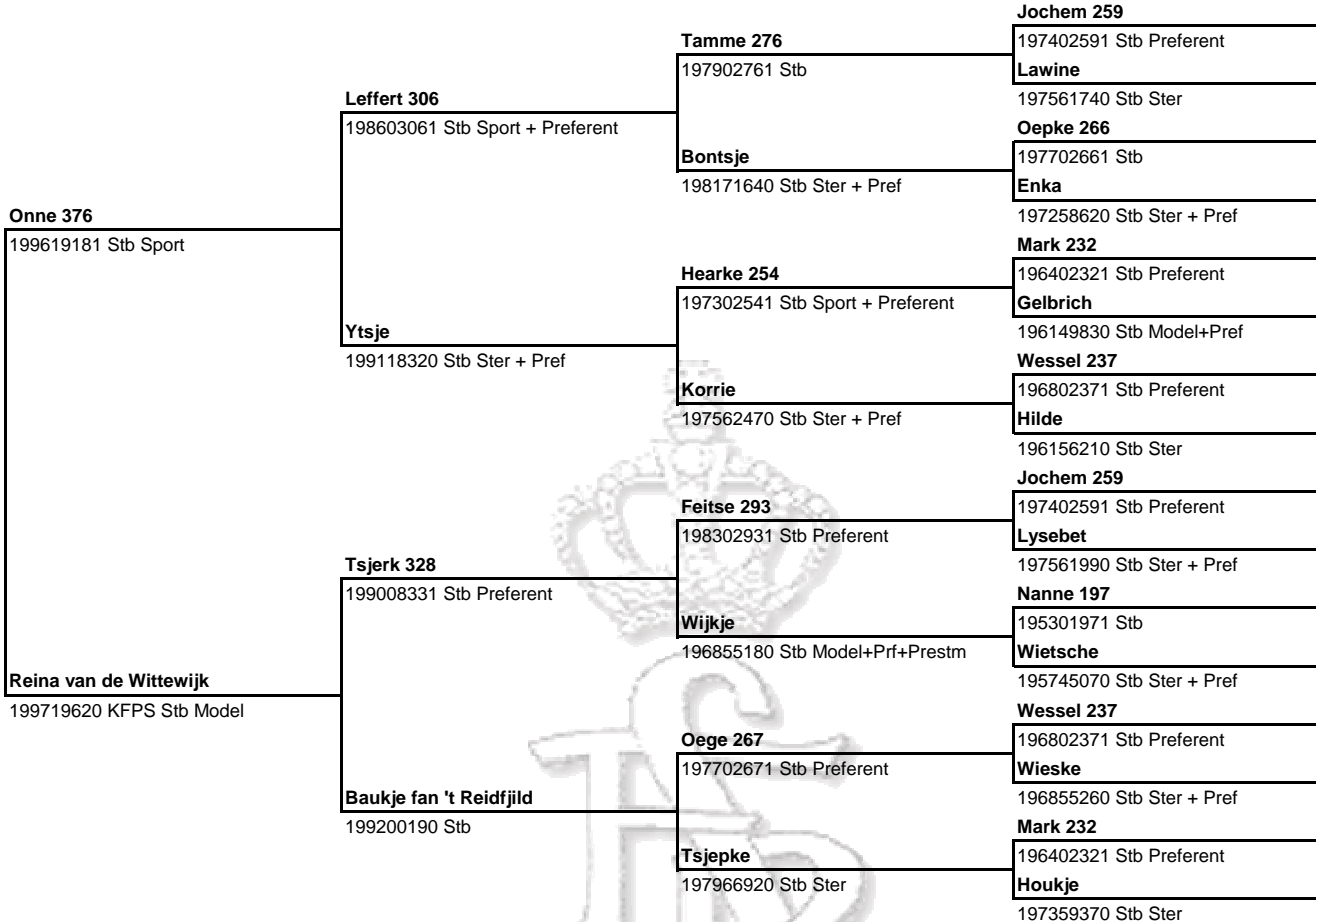 Jochem 259
Tamme 276
197402591 Stb Preferent
197902761 Stb
Lawine
Leffert 306
197561740 Stb Ster
198603061 Stb Sport + Preferent
Oepke 266
Bontsje
197702661 Stb
198171640 Stb Ster + Pref
Enka
Onne 376
197258620 Stb Ster + Pref
199619181 Stb Sport
Mark 232
Hearke 254
196402321 Stb Preferent
197302541 Stb Sport + Preferent
Gelbrich
Ytsje
196149830 Stb Model+Pref
199118320 Stb Ster + Pref
Wessel 237
Korrie
196802371 Stb Preferent
197562470 Stb Ster + Pref
Hilde
196156210 Stb Ster
Jochem 259
Feitse 293
197402591 Stb Preferent
198302931 Stb Preferent
Lysebet
Tsjerk 328
197561990 Stb Ster + Pref
199008331 Stb Preferent
Nanne 197
Wijkje
195301971 Stb
196855180 Stb Model+Prf+Prestm
Wietsche
Reina van de Wittewijk
195745070 Stb Ster + Pref
199719620 KFPS Stb Model
Wessel 237
Oege 267
196802371 Stb Preferent
197702671 Stb Preferent
Wieske
Baukje fan 't Reidfjild
196855260 Stb Ster + Pref
199200190 Stb
Mark 232
Tsjepke
196402321 Stb Preferent
197966920 Stb Ster
Houkje
197359370 Stb Ster